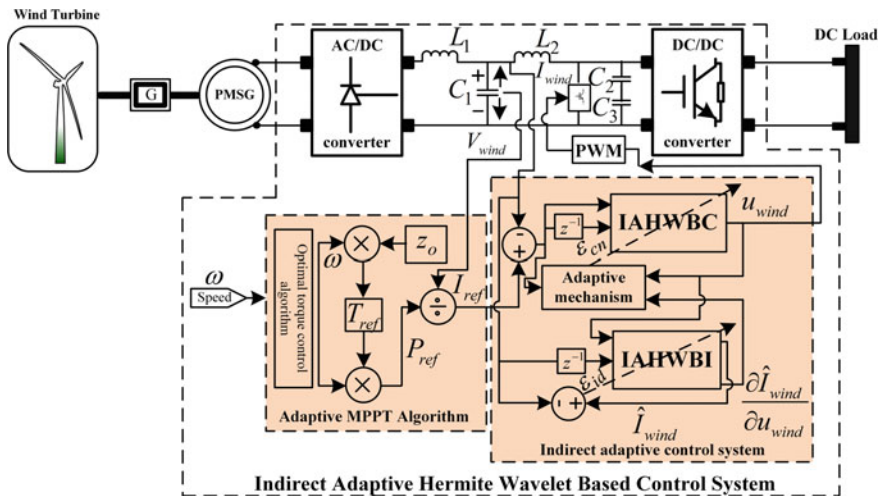 Wind Turbine
G
PMSG
AC/DC
converter
L1
L2
C1
+
−
Iwind
Vwind
C2
C3
DC/DC
converter
DC Load
PWM
ω
Speed
Optimal torque control
algorithm
ω
×
zo
Tref
×
Pref
÷
Iref
Adaptive MPPT Algorithm
-
+
z⁻¹
IAHWBC
εcn
uwind
Adaptive
mechanism
z⁻¹
IAHWBI
εid
- +
Îwind
∂Îwind
∂uwind
Indirect adaptive control system
Indirect Adaptive Hermite Wavelet Based Control System